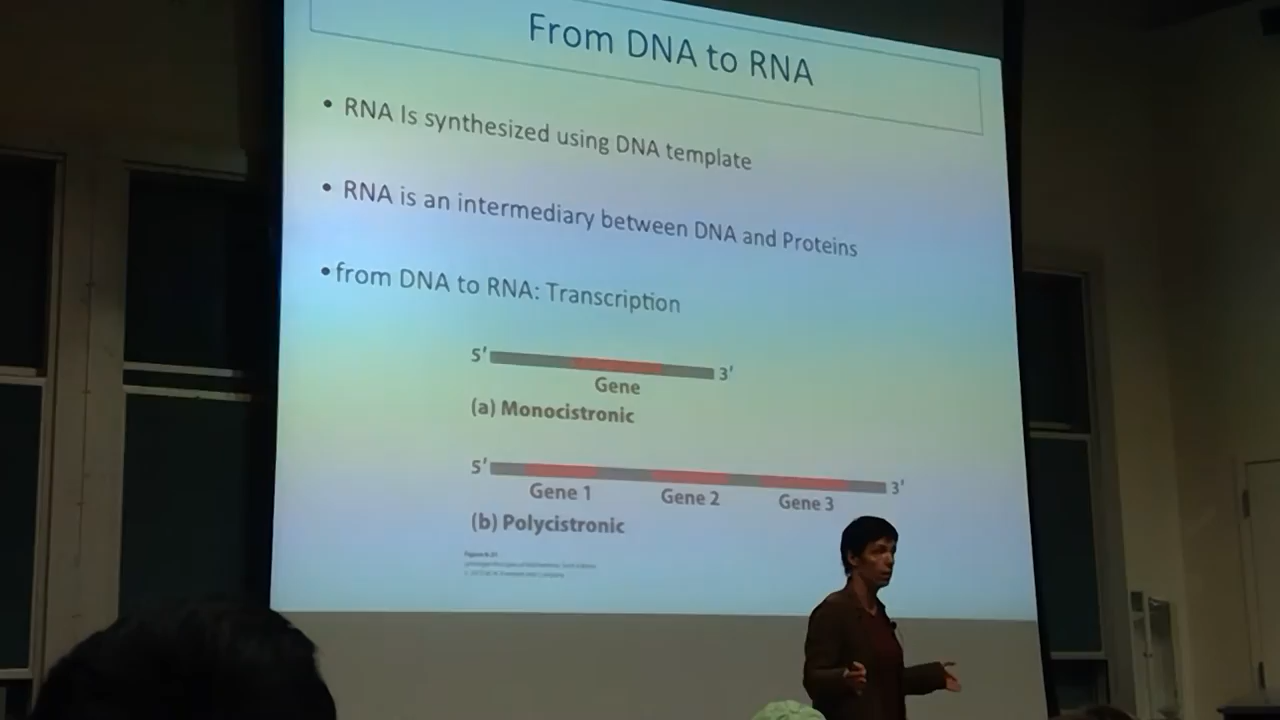 From DNA to RNA
• RNA Is synthesized using DNA template
• RNA is an intermediary between DNA and Proteins
• from DNA to RNA: Transcription
5′ 3′
Gene
(a) Monocistronic
5′ 3′
Gene 1 Gene 2 Gene 3
(b) Polycistronic